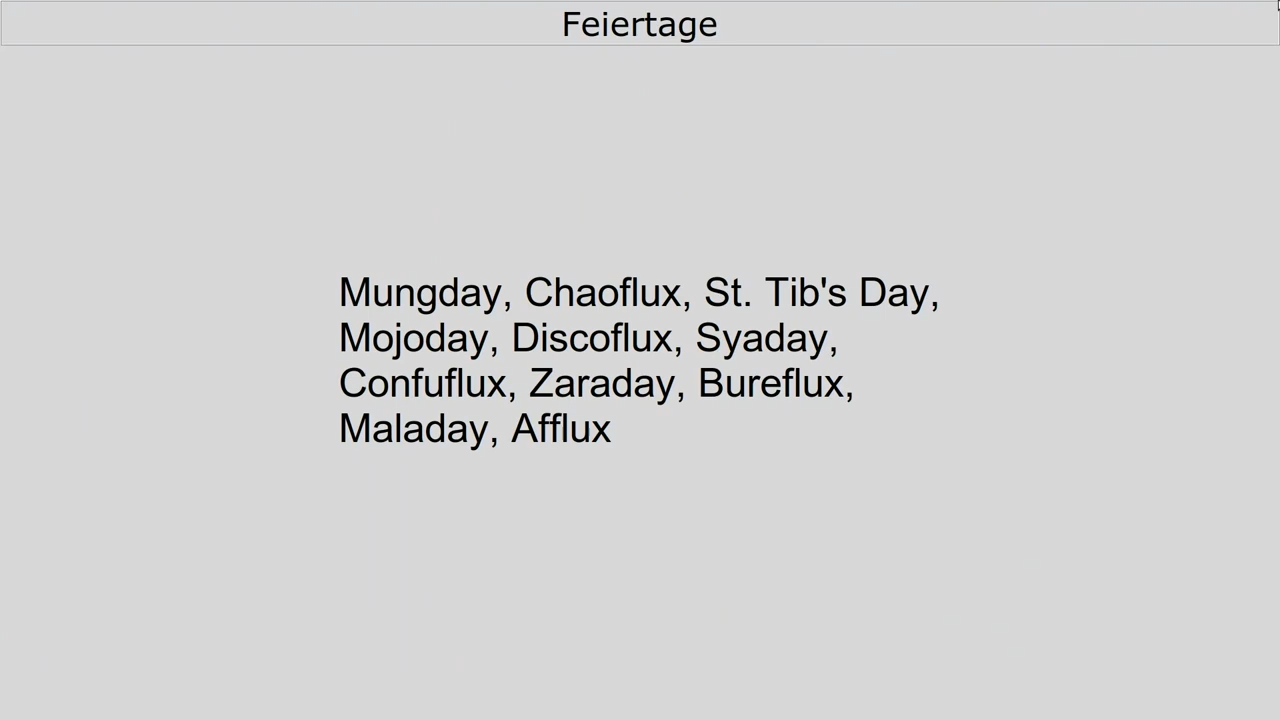 Feiertage
Mungday, Chaoflux, St. Tib's Day,
Mojoday, Discoflux, Syaday,
Confuflux, Zaraday, Bureflux,
Maladay, Afflux